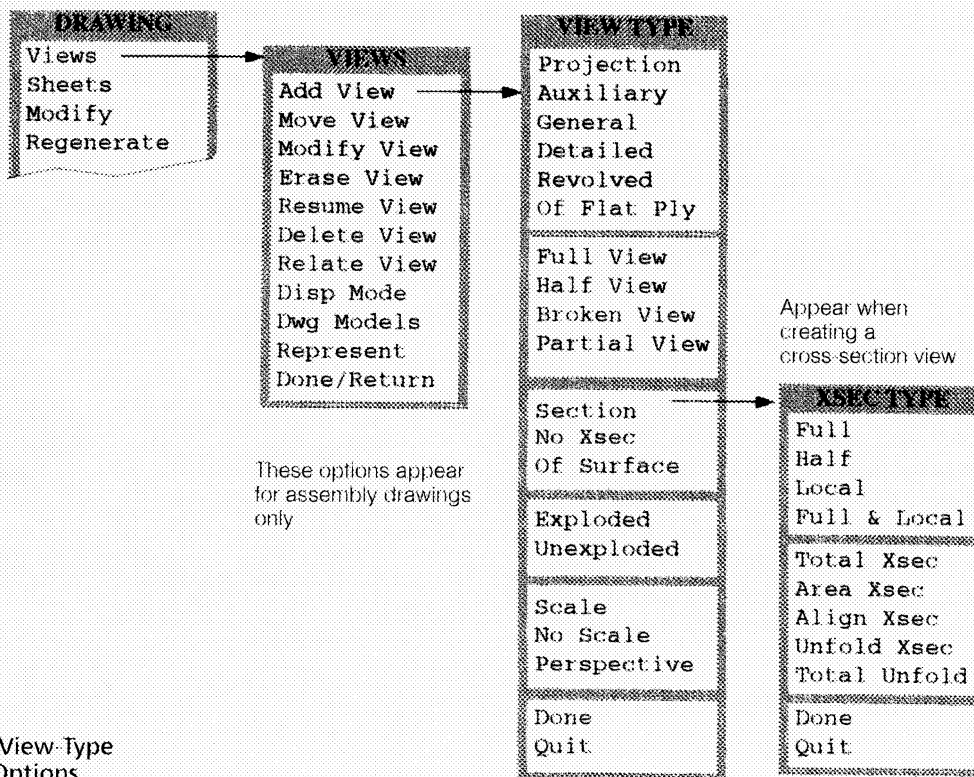 DRAWING
Views
Sheets
Modify
Regenerate
VIEWS
Add View
Move View
Modify View
Erase View
Resume View
Delete View
Relate View
Disp Mode
Dwg Models
Represent
Done/Return
These options appear
for assembly drawings
only
VIEW TYPE
Projection
Auxiliary
General
Detailed
Revolved
Of Flat Ply
Full View
Half View
Broken View
Partial View
Section
No Xsec
Of Surface
Exploded
Unexploded
Scale
No Scale
Perspective
Done
Quit
Appear when
creating a
cross-section view
XSEC TYPE
Full
Half
Local
Full & Local
Total Xsec
Area Xsec
Align Xsec
Unfold Xsec
Total Unfold
Done
Quit
View-Type
Options